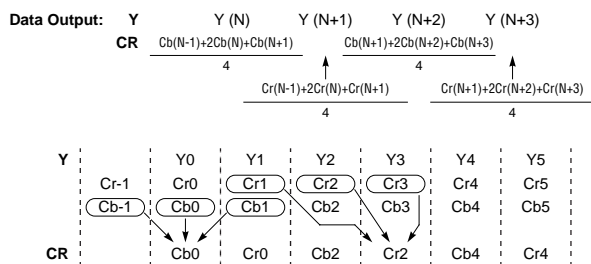 Data Output: Y Y (N) Y (N+1) Y (N+2) Y (N+3)
CR Cb(N-1)+2Cb(N)+Cb(N+1) Cb(N+1)+2Cb(N+2)+Cb(N+3)
4 4
Cr(N-1)+2Cr(N)+Cr(N+1) Cr(N+1)+2Cr(N+2)+Cr(N+3)
4 4
Y Y0 Y1 Y2 Y3 Y4 Y5
Cr-1 Cr0 Cr1 Cr2 Cr3 Cr4 Cr5
Cb-1 Cb0 Cb1 Cb2 Cb3 Cb4 Cb5
CR Cb0 Cr0 Cb2 Cr2 Cb4 Cr4